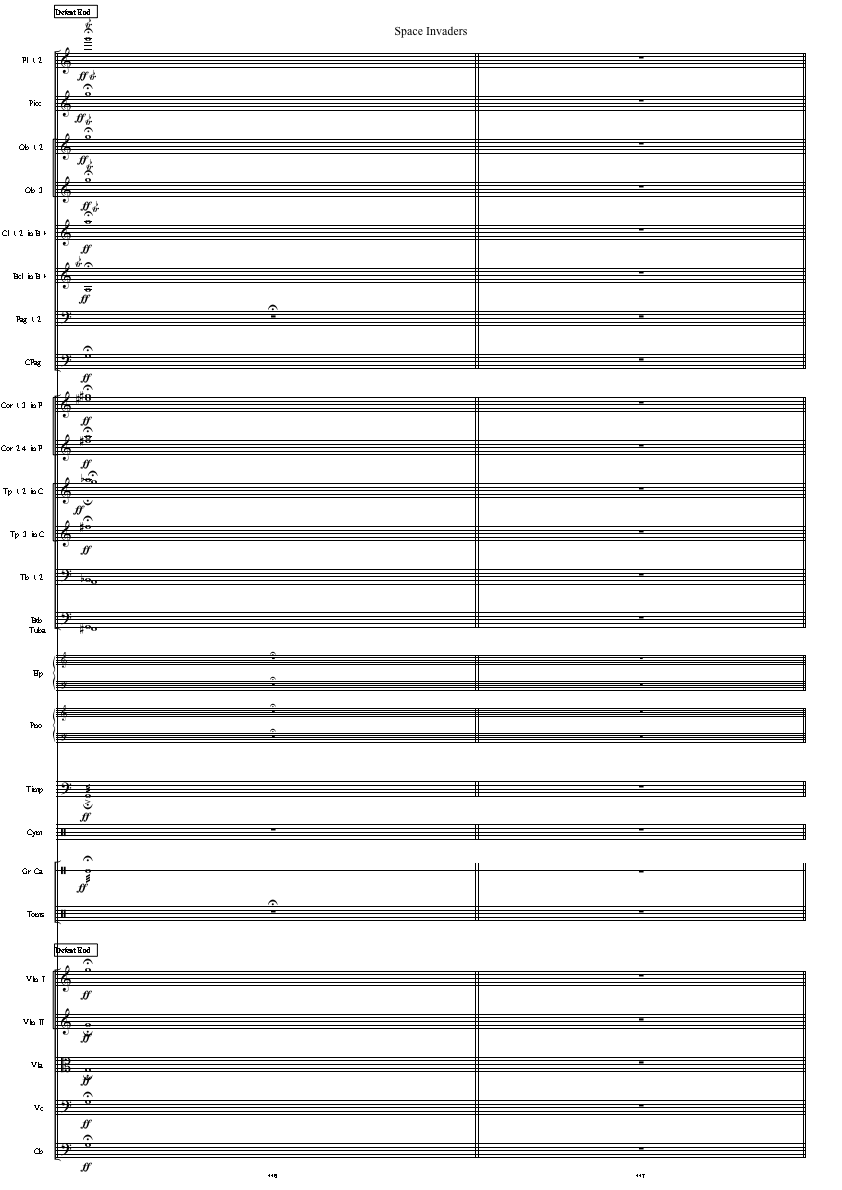 Defeat End
Space Invaders
Fl 1 2
ff
Picc
ff
Ob 1 2
ff
Ob 3
ff
Cl 1 2 in B
ff
Bcl in B
ff
Fag 1 2
CFag
ff
Cor 1 3 in F
ff
Cor 2 4 in F
ff
Tp 1 2 in C
ff
Tp 3 in C
ff
Tb 1 2
Btb
Tuba
Hp
Pno
Timp
ff
Cym
Gr Ca
ff
Toms
Defeat End
Vln I
ff
Vln II
ff
Vla
ff
Vc
ff
Cb
ff